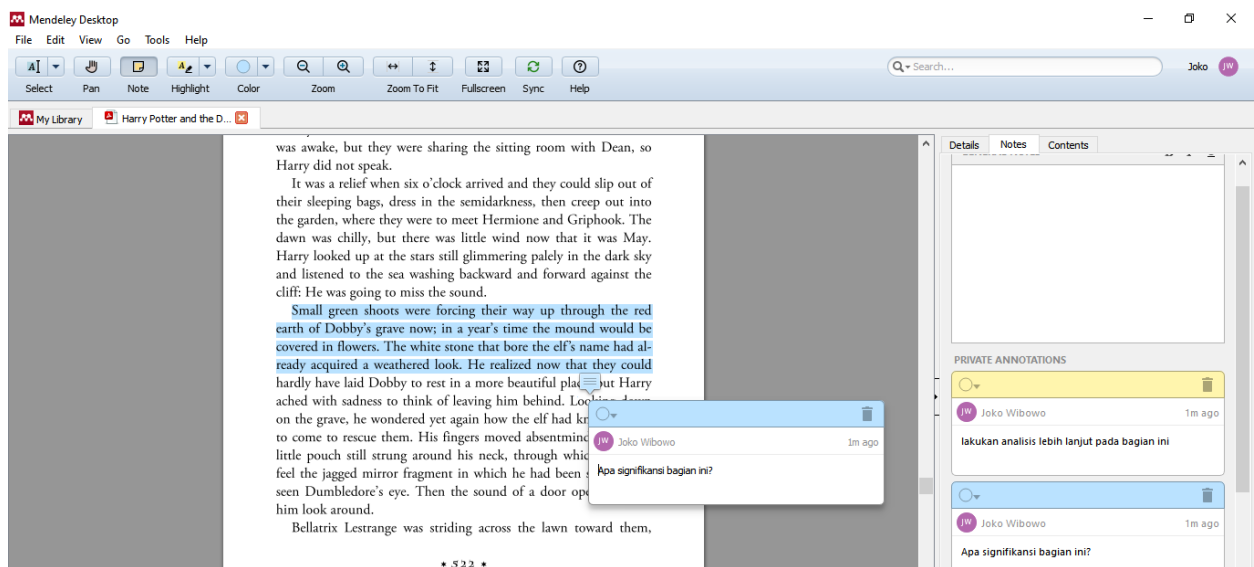 Mendeley Desktop
File Edit View Go Tools Help
Search...
Joko JW
Select Pan Note Highlight Color Zoom Zoom To Fit Fullscreen Sync Help
My Library Harry Potter and the D...
Details Notes Contents
was awake, but they were sharing the sitting room with Dean, so
Harry did not speak.
It was a relief when six o'clock arrived and they could slip out of
their sleeping bags, dress in the semidarkness, then creep out into
the garden, where they were to meet Hermione and Griphook. The
dawn was chilly, but there was little wind now that it was May.
Harry looked up at the stars still glimmering palely in the dark sky
and listened to the sea washing backward and forward against the
cliff: He was going to miss the sound.
Small green shoots were forcing their way up through the red
earth of Dobby's grave now; in a year's time the mound would be
covered in flowers. The white stone that bore the elf's name had al-
ready acquired a weathered look. He realized now that they could
hardly have laid Dobby to rest in a more beautiful plac ut Harry
ached with sadness to think of leaving him behind. Looking down
on the grave, he wondered yet again how the elf had kr
to come to rescue them. His fingers moved absentminc
little pouch still strung around his neck, through whic
feel the jagged mirror fragment in which he had been s
seen Dumbledore's eye. Then the sound of a door ope
him look around.
Bellatrix Lestrange was striding across the lawn toward them,
* 522 *
JW Joko Wibowo 1m ago
Apa signifikansi bagian ini?
PRIVATE ANNOTATIONS
JW Joko Wibowo 1m ago
lakukan analisis lebih lanjut pada bagian ini
JW Joko Wibowo 1m ago
Apa signifikansi bagian ini?